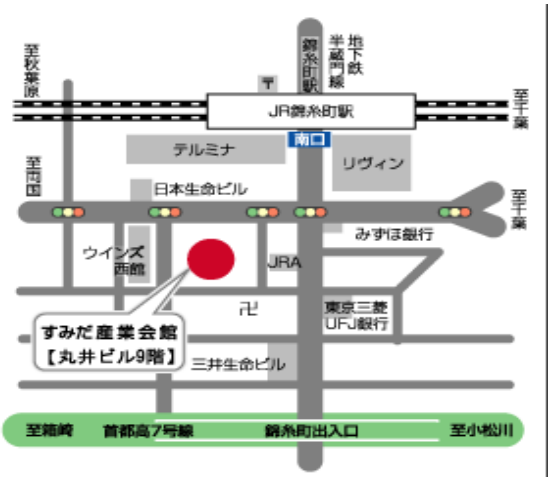 至秋葉原
錦糸町駅
地下鉄
半蔵門線
〒
JR錦糸町駅
至千葉
南口
テルミナ
リヴィン
至両国
日本生命ビル
至千葉
みずほ銀行
ウインズ
西館
JRA
卍
東京三菱
UFJ銀行
すみだ産業会館
【丸井ビル9階】
三井生命ビル
至箱崎
首都高7号線
錦糸町出入口
至小松川